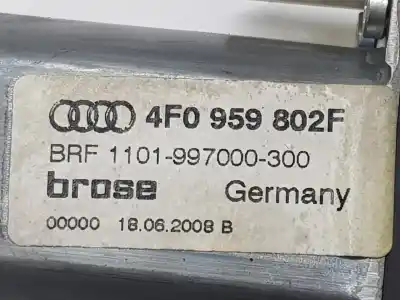 4F0 959 802F
BRF 1101-997000-300
brose Germany
00000 18.06.2008 B